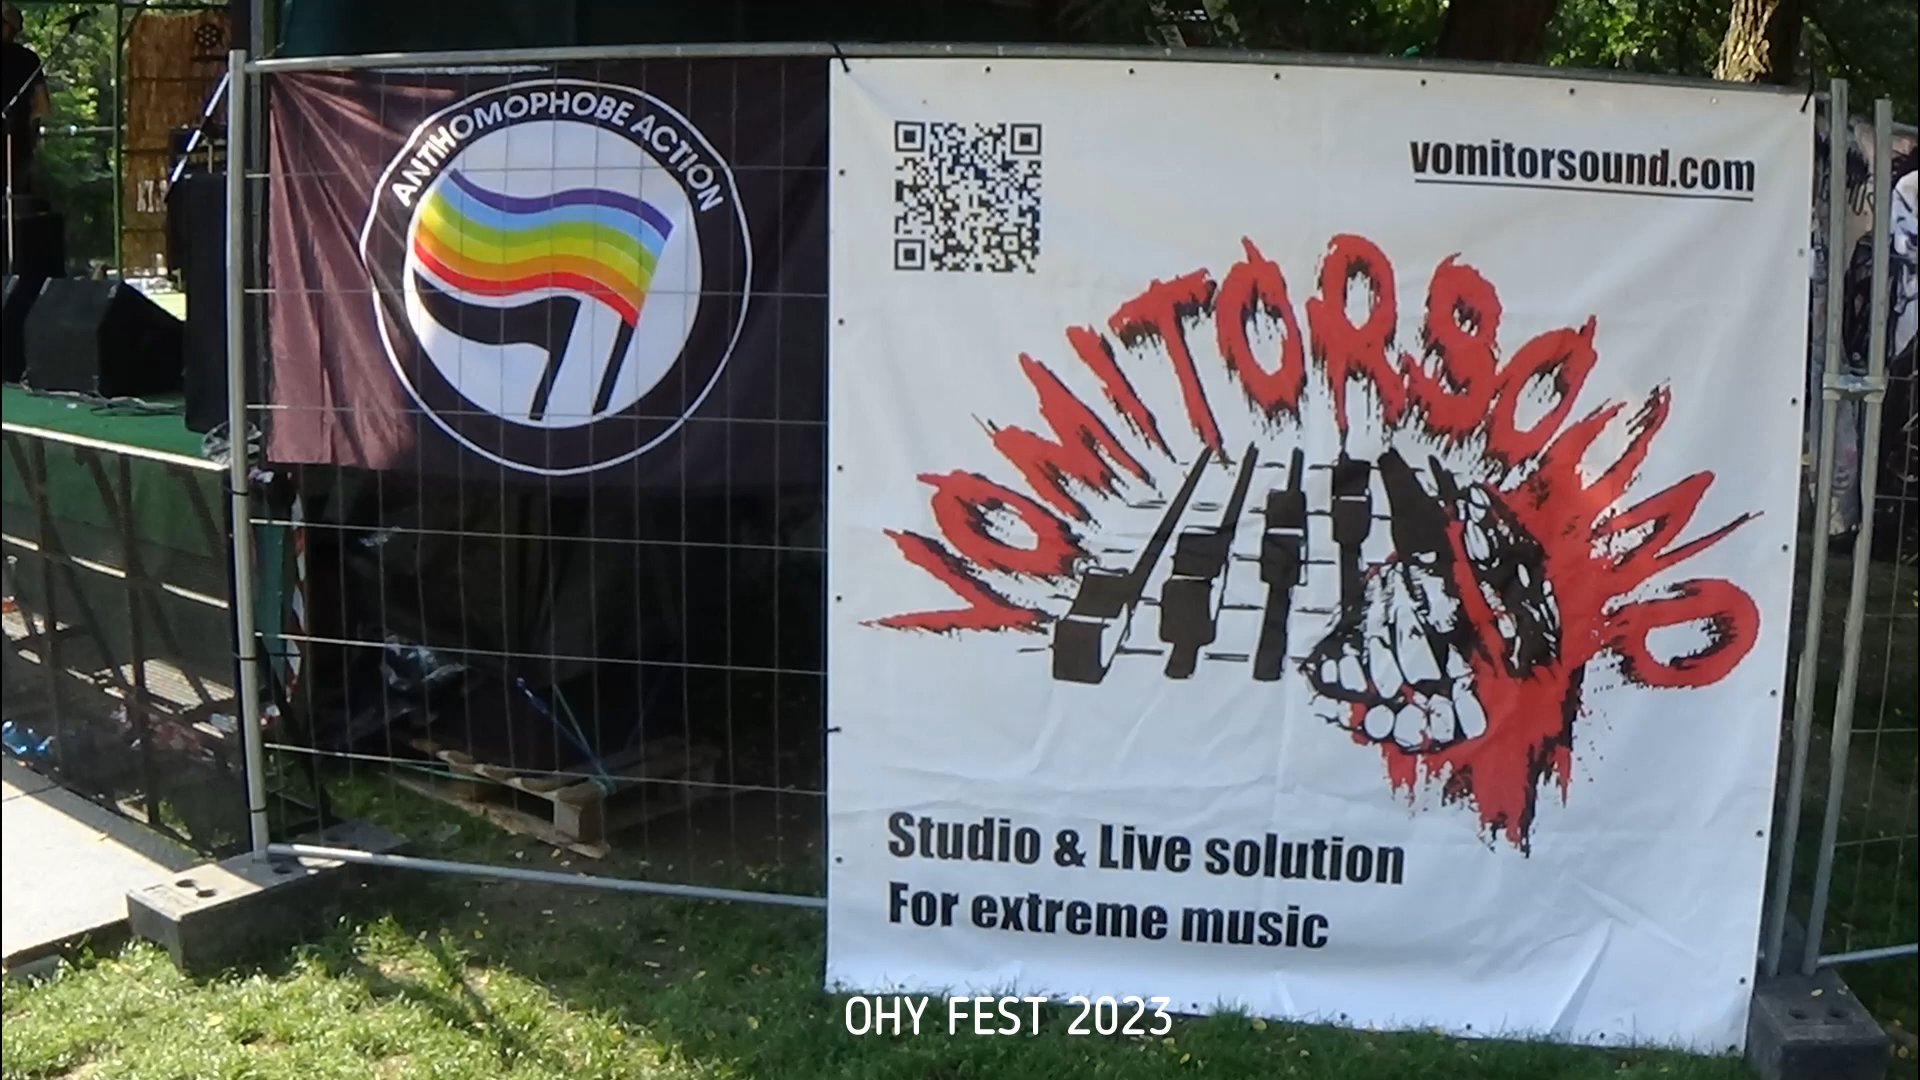 ANTIHOMOPHOBE ACTION
vomitorsound.com
VOMITORSOUND
Studio & Live solution
For extreme music
OHY FEST 2023